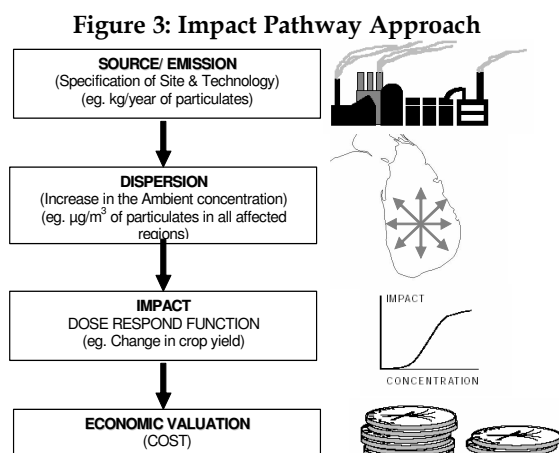 Figure 3: Impact Pathway Approach
SOURCE/ EMISSION
(Specification of Site & Technology)
(eg. kg/year of particulates)
DISPERSION
(Increase in the Ambient concentration)
(eg. µg/m³ of particulates in all affected
regions)
IMPACT
DOSE RESPOND FUNCTION
(eg. Change in crop yield)
IMPACT
CONCENTRATION
ECONOMIC VALUATION
(COST)